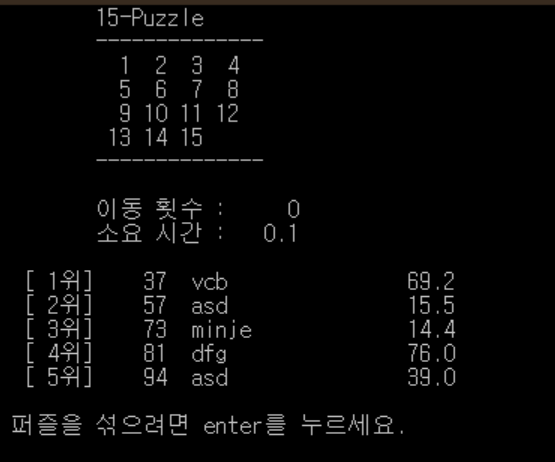 15-Puzzle
--------------
1 2 3 4
5 6 7 8
9 10 11 12
13 14 15
--------------
이동 횟수 : 0
소요 시간 : 0.1
[ 1위] 37 vcb 69.2
[ 2위] 57 asd 15.5
[ 3위] 73 minje 14.4
[ 4위] 81 dfg 76.0
[ 5위] 94 asd 39.0
퍼즐을 섞으려면 enter를 누르세요.